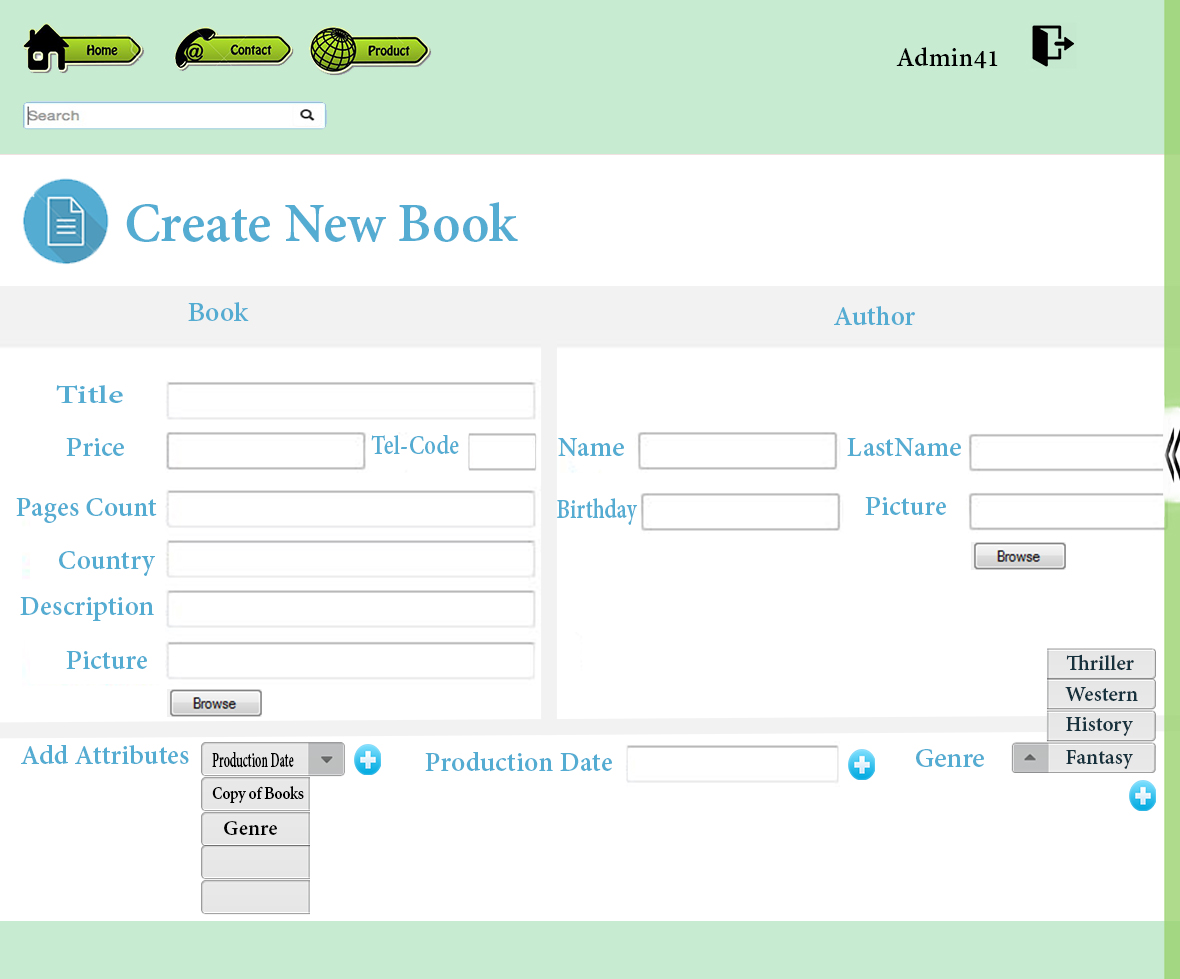 Home
Contact
Product
Admin41
Search
Create New Book
Book
Author
Title
Price
Tel-Code
Name
LastName
Pages Count
Birthday
Picture
Browse
Country
Description
Picture
Browse
Thriller
Western
History
Fantasy
Add Attributes
Production Date
Copy of Books
Genre
Production Date
Genre